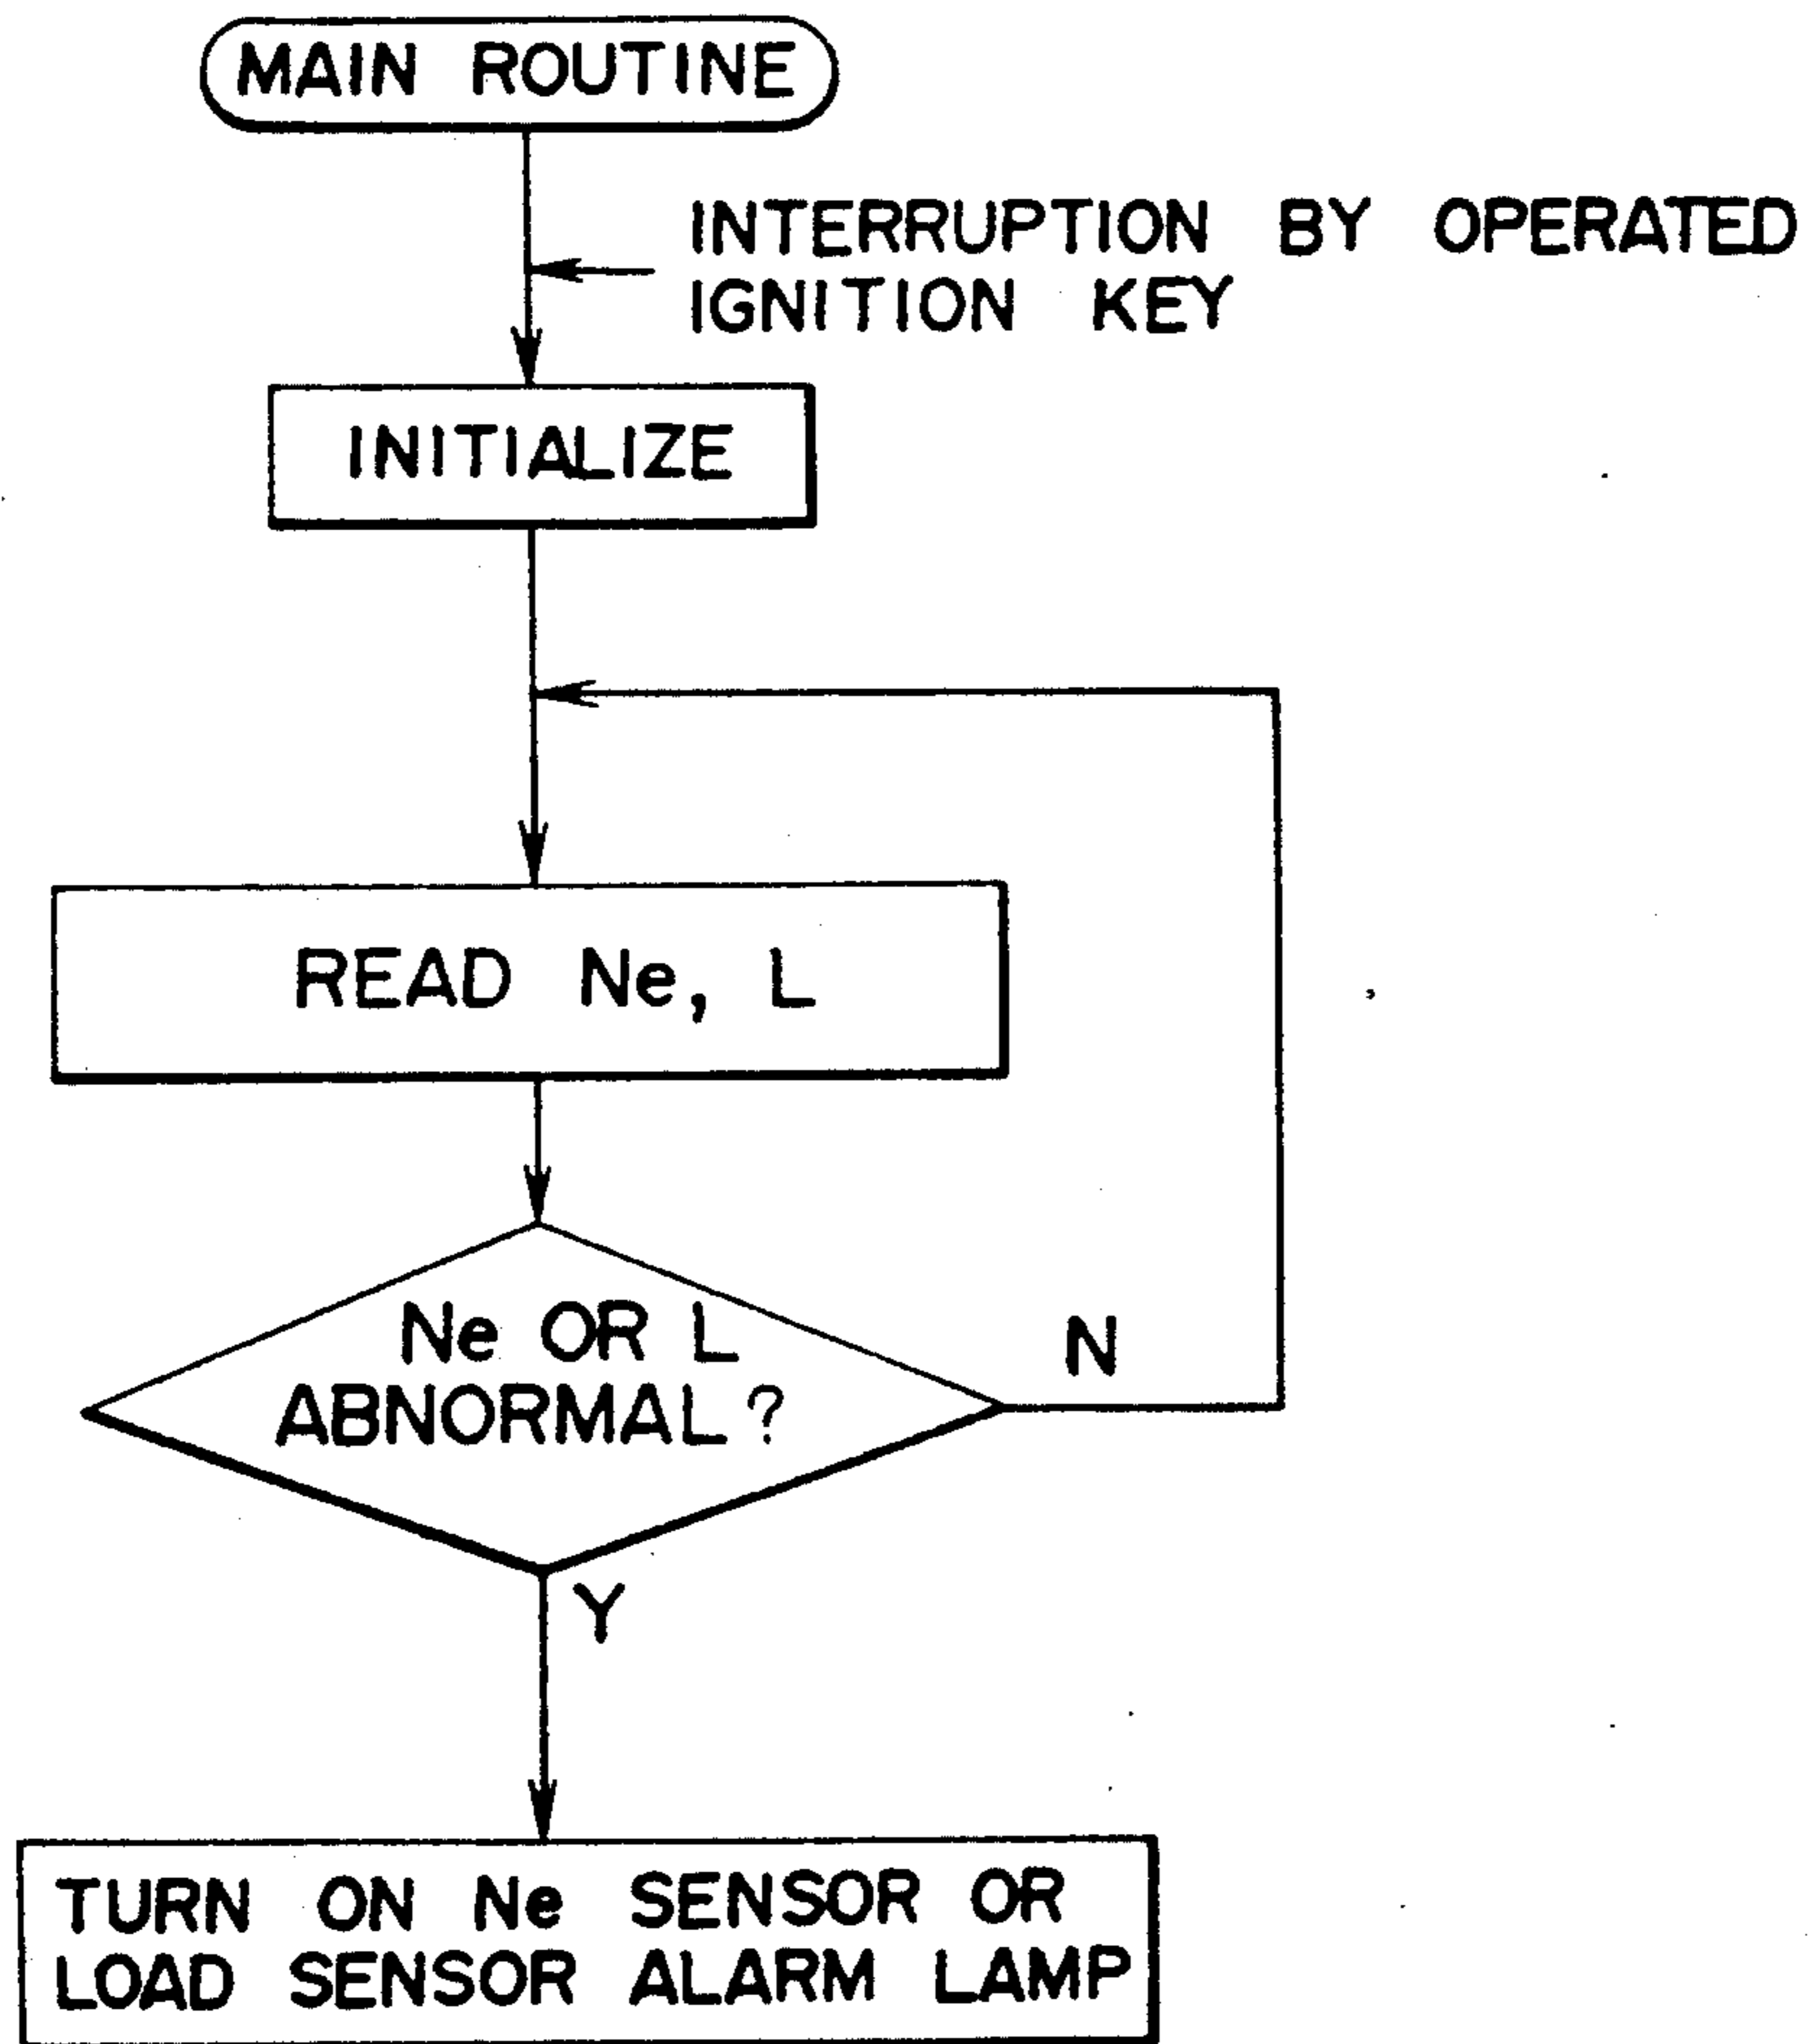 MAIN ROUTINE
INTERRUPTION BY OPERATED
IGNITION KEY
INITIALIZE
READ Ne, L
Ne OR L
ABNORMAL?
N
Y
TURN ON Ne SENSOR OR
LOAD SENSOR ALARM LAMP